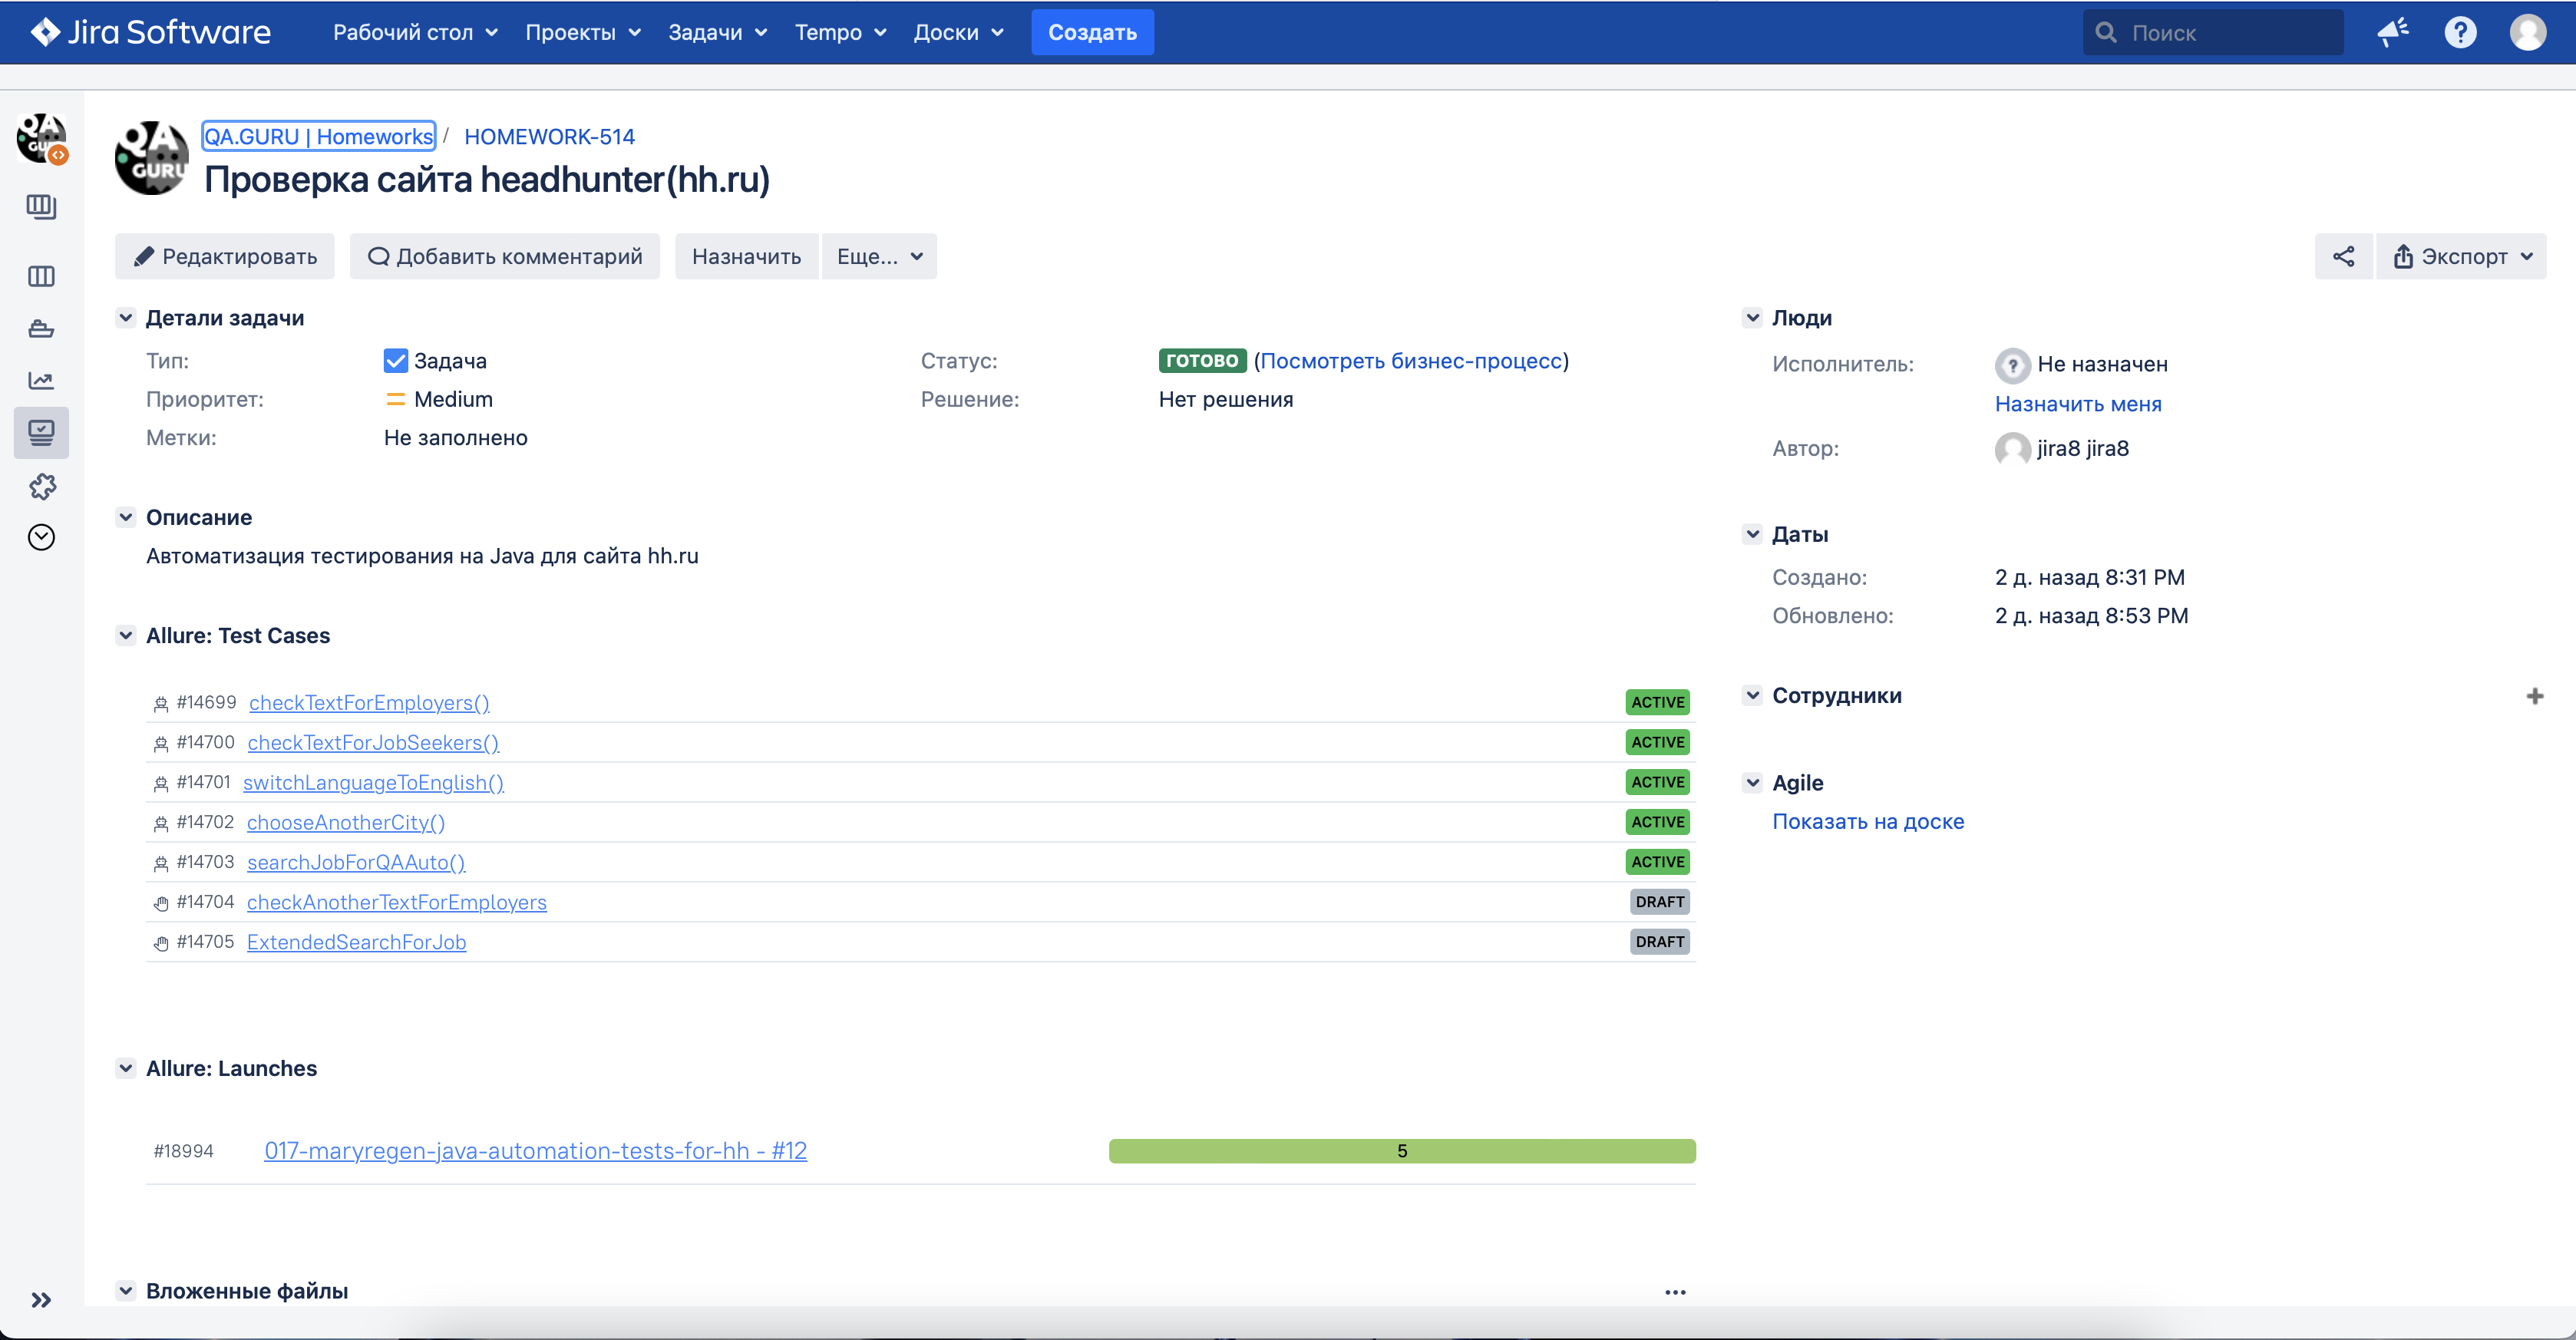 Jira Software Рабочий стол Проекты Задачи Tempo Доски Создать Поиск
QA.GURU | Homeworks / HOMEWORK-514
Проверка сайта headhunter(hh.ru)
Редактировать Добавить комментарий Назначить Еще... Экспорт
Детали задачи
Тип: Задача
Статус: ГОТОВО (Посмотреть бизнес-процесс)
Приоритет: Medium
Решение: Нет решения
Метки: Не заполнено
Описание
Автоматизация тестирования на Java для сайта hh.ru
Allure: Test Cases
#14699 checkTextForEmployers() ACTIVE
#14700 checkTextForJobSeekers() ACTIVE
#14701 switchLanguageToEnglish() ACTIVE
#14702 chooseAnotherCity() ACTIVE
#14703 searchJobForQAAuto() ACTIVE
#14704 checkAnotherTextForEmployers DRAFT
#14705 ExtendedSearchForJob DRAFT
Allure: Launches
#18994 017-maryregen-java-automation-tests-for-hh - #12 5
Вложенные файлы
Люди
Исполнитель: Не назначен
Назначить меня
Автор: jira8 jira8
Даты
Создано: 2 д. назад 8:31 PM
Обновлено: 2 д. назад 8:53 PM
Сотрудники
Agile
Показать на доске